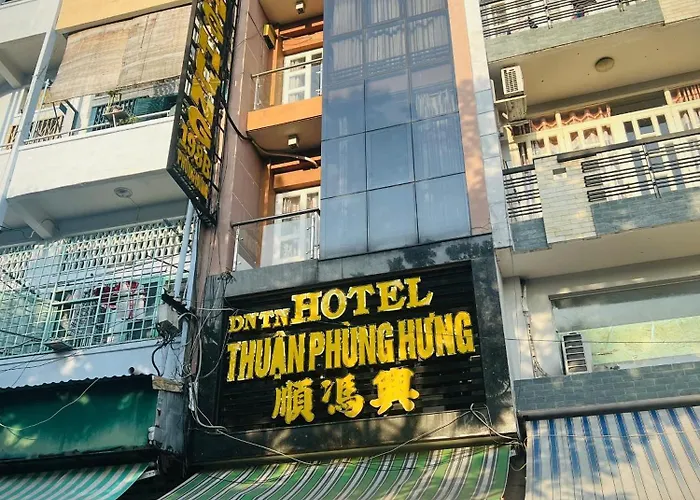 DNTN HOTEL
THUẬN PHÙNG HƯNG
順馮興